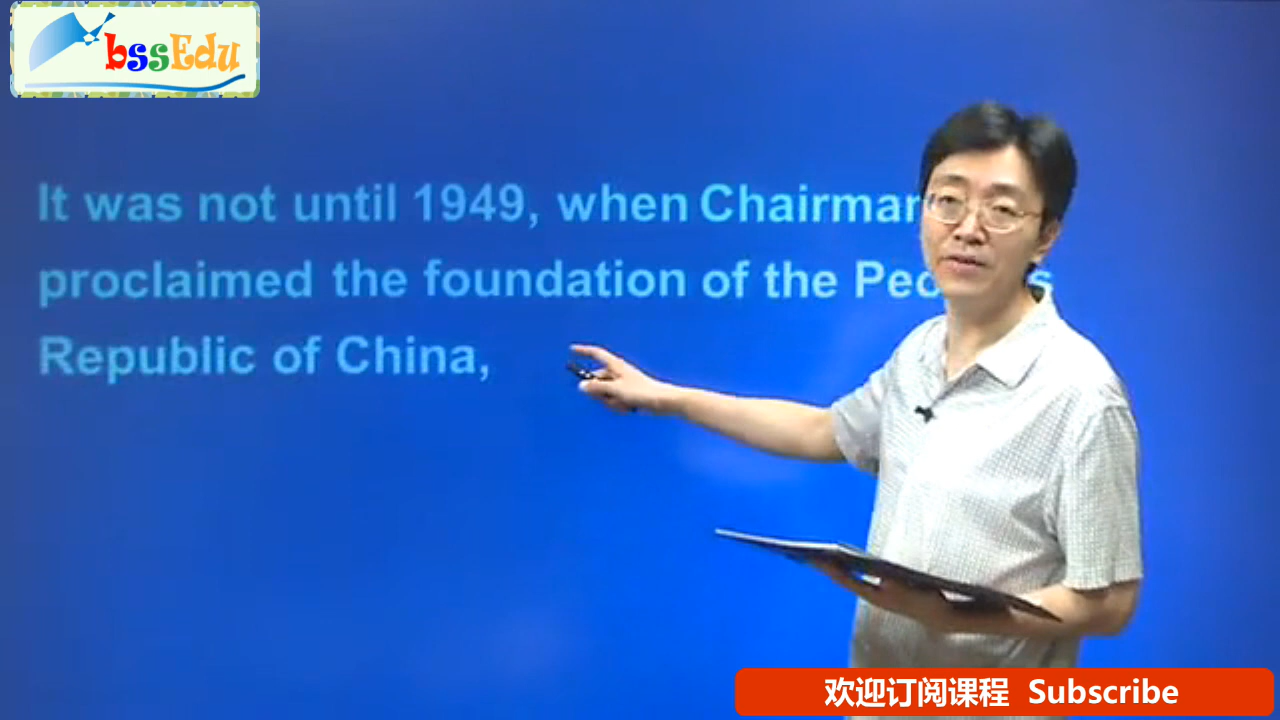 bssEdu
It was not until 1949, when Chairman
proclaimed the foundation of the
Republic of China,
欢迎订阅课程 Subscribe